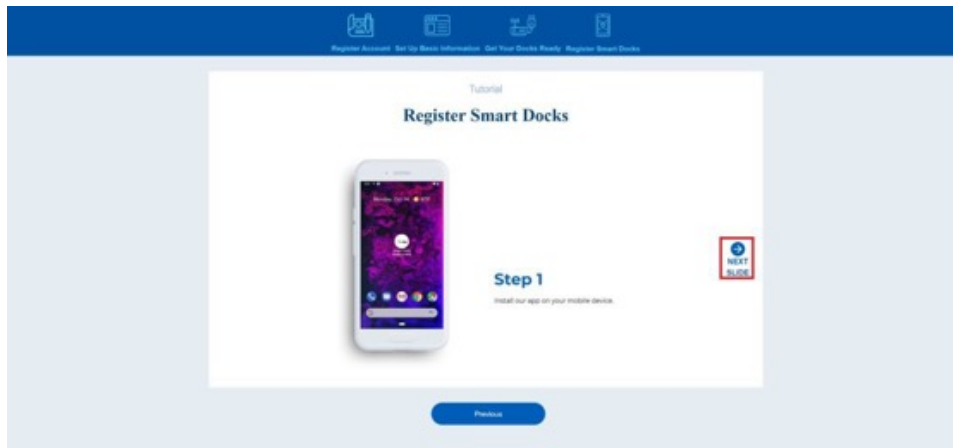 Register Account Set Up Basic Information Get Your Docks Ready Register Smart Docks
Tutorial
Register Smart Docks
NEXT
SLIDE
Step 1
Install our app on your mobile device.
Previous